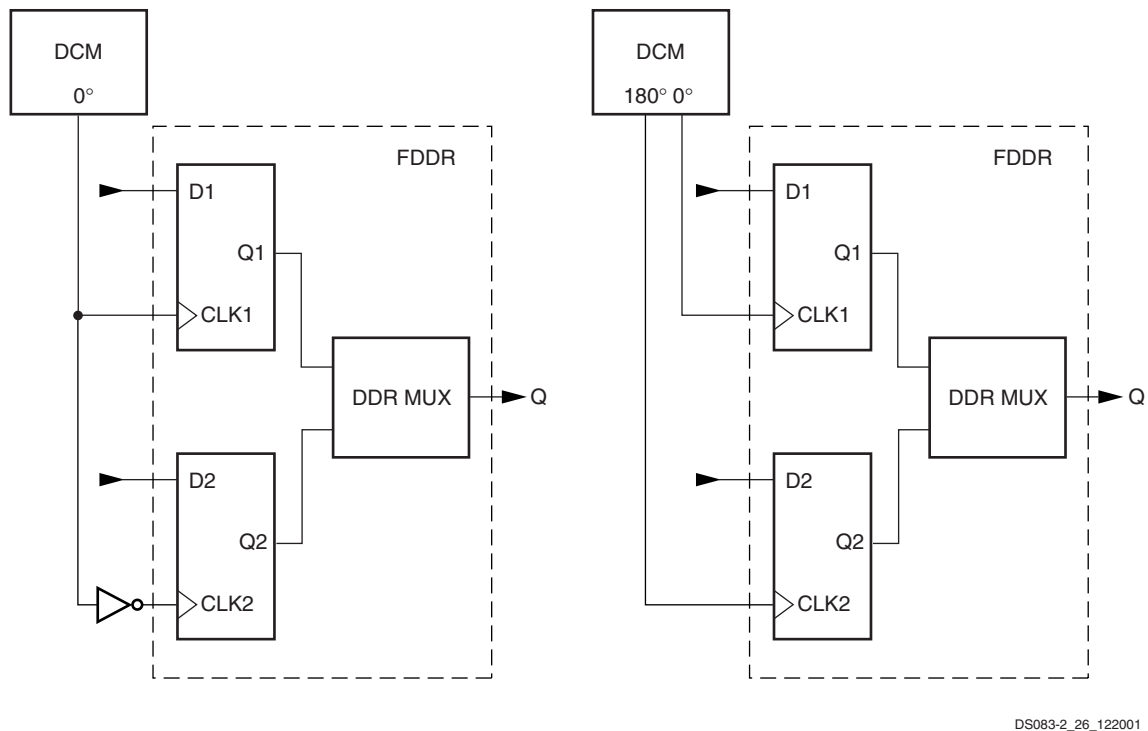 DCM
0°
FDDR
D1
Q1
CLK1
DDR MUX
Q
D2
Q2
CLK2
DCM
180° 0°
FDDR
D1
Q1
CLK1
DDR MUX
Q
D2
Q2
CLK2
DS083-2_26_122001